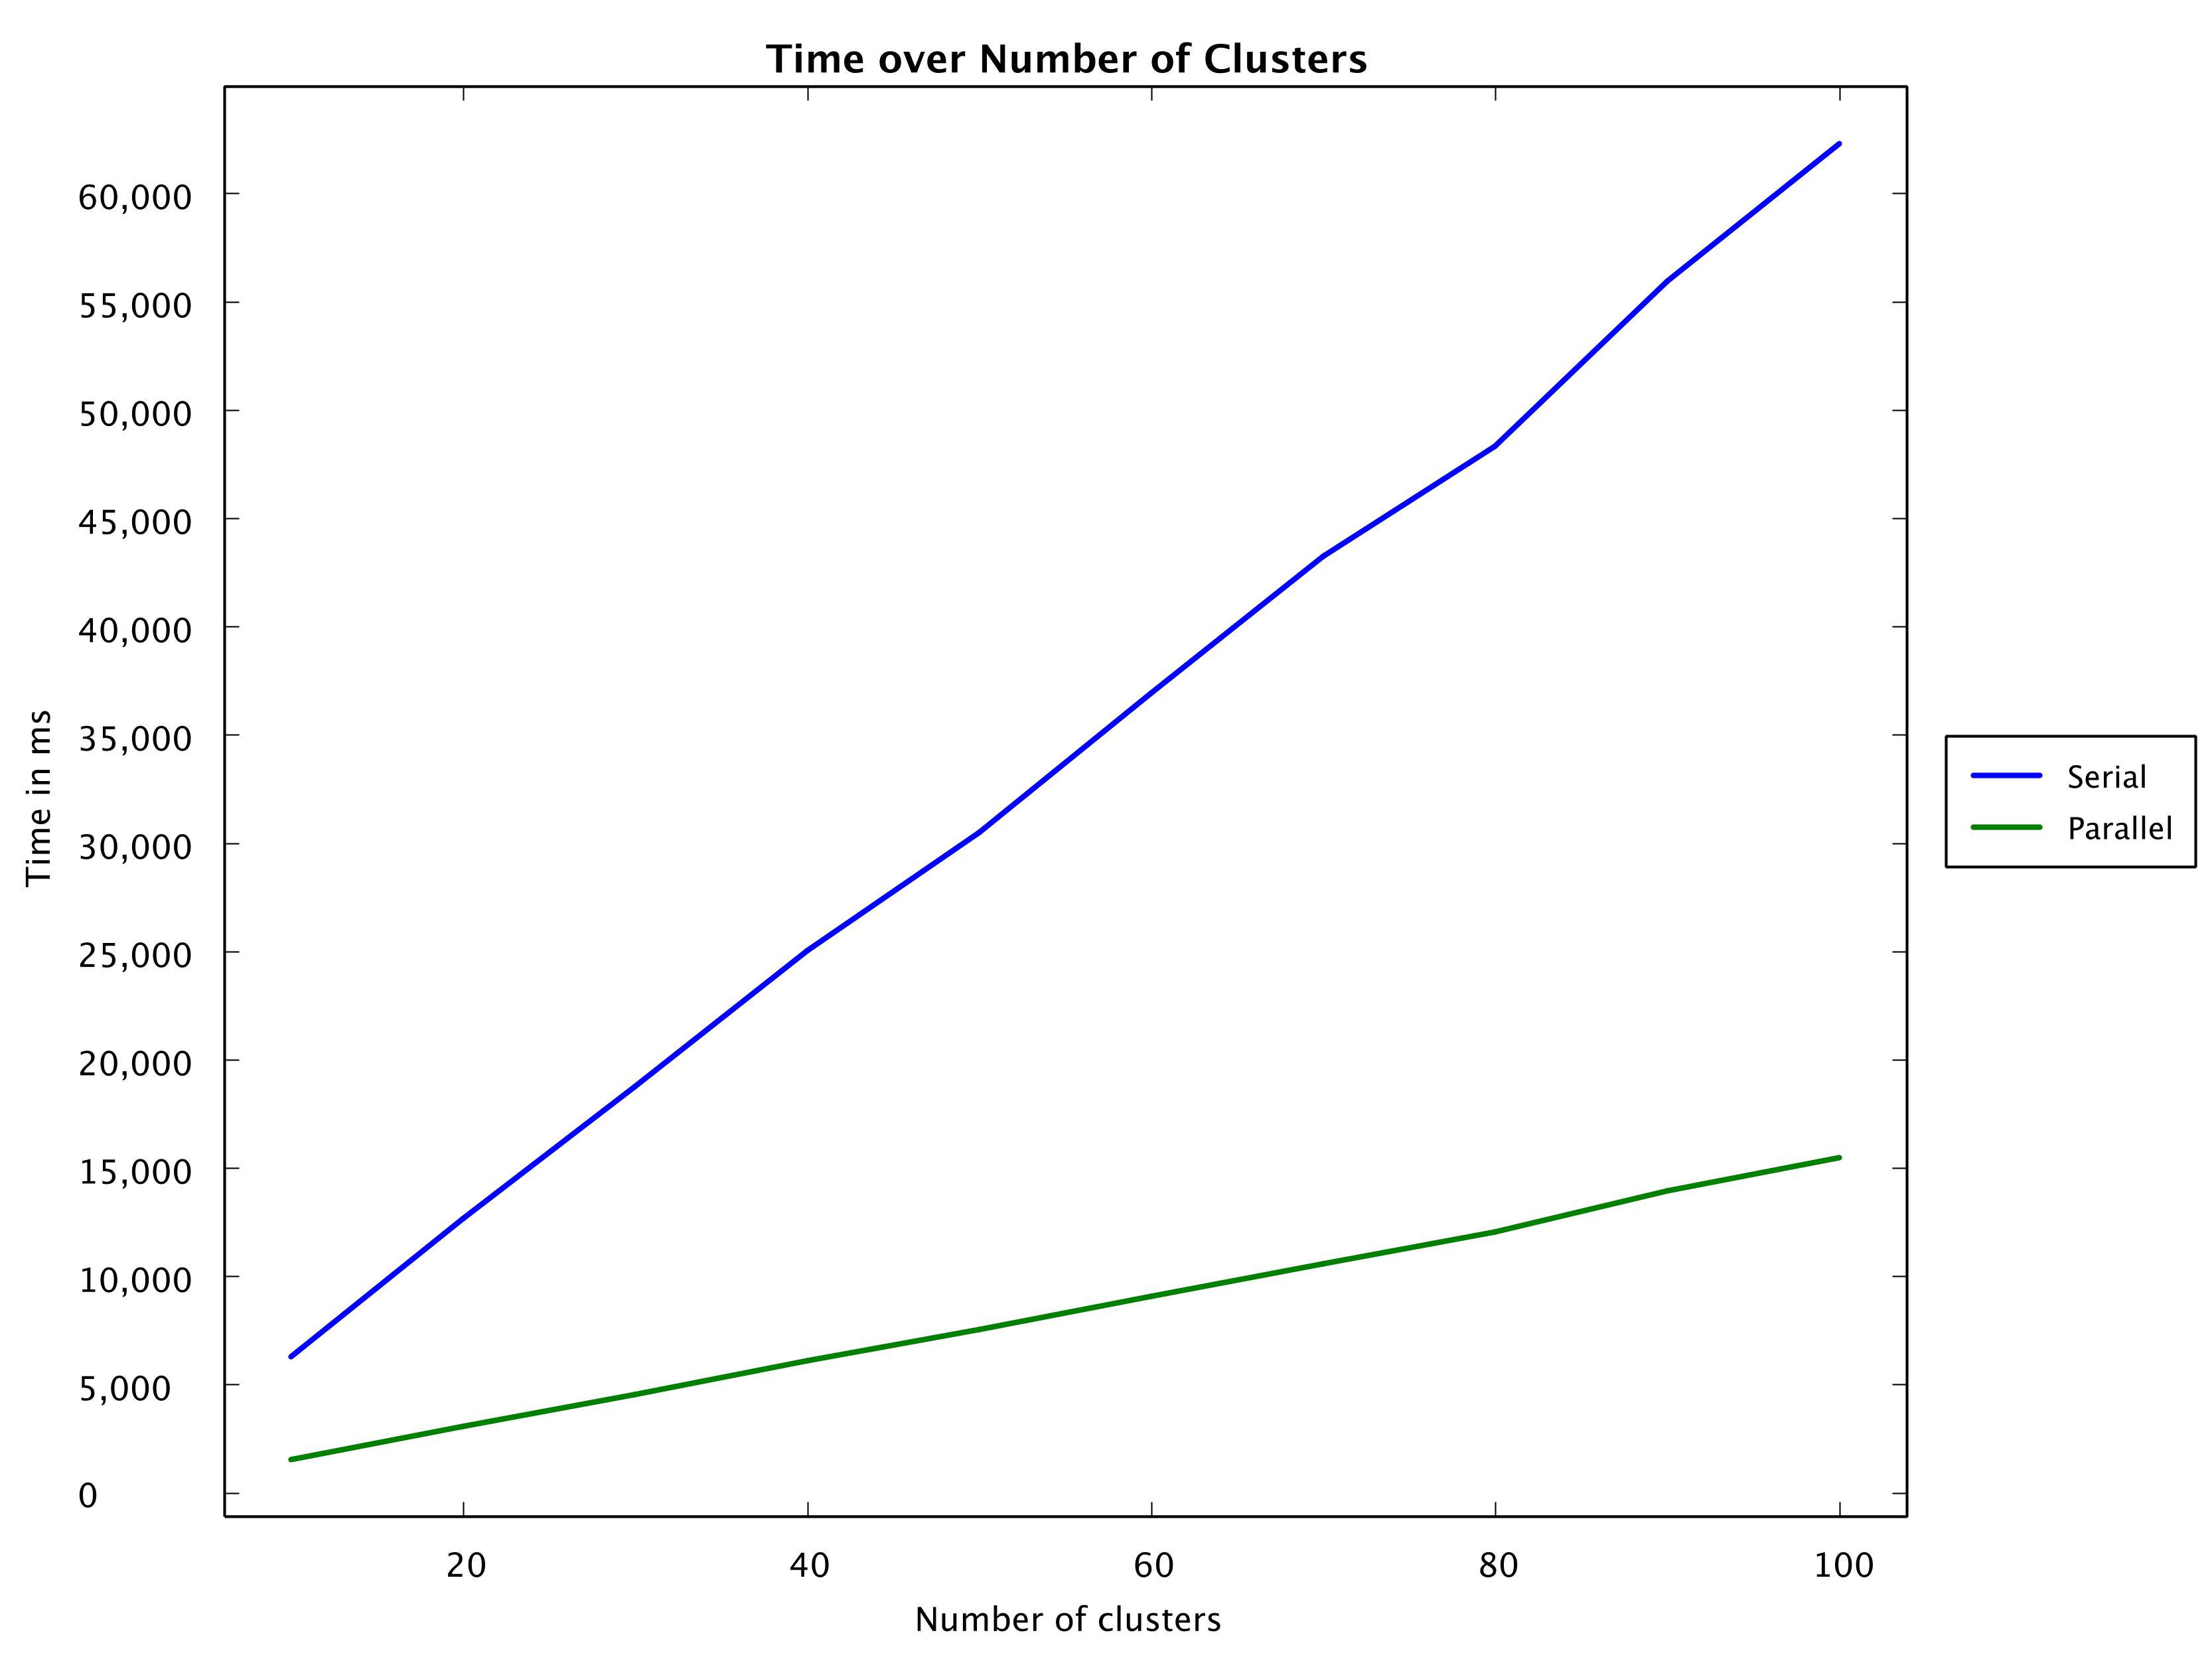 Time over Number of Clusters
60,000
55,000
50,000
45,000
40,000
35,000
30,000
25,000
20,000
15,000
10,000
5,000
0
Time in ms
20 40 60 80 100
Number of clusters
Serial
Parallel